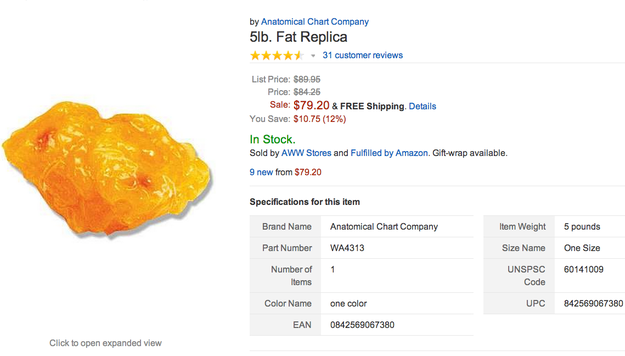 by Anatomical Chart Company
5lb. Fat Replica
31 customer reviews
List Price: $89.95
Price: $84.25
Sale: $79.20 & FREE Shipping. Details
You Save: $10.75 (12%)
In Stock.
Sold by AWW Stores and Fulfilled by Amazon. Gift-wrap available.
9 new from $79.20
Specifications for this item
Brand Name Anatomical Chart Company
Part Number WA4313
Number of
Items 1
Color Name one color
EAN 0842569067380
Item Weight 5 pounds
Size Name One Size
UNSPSC
Code 60141009
UPC 842569067380
Click to open expanded view